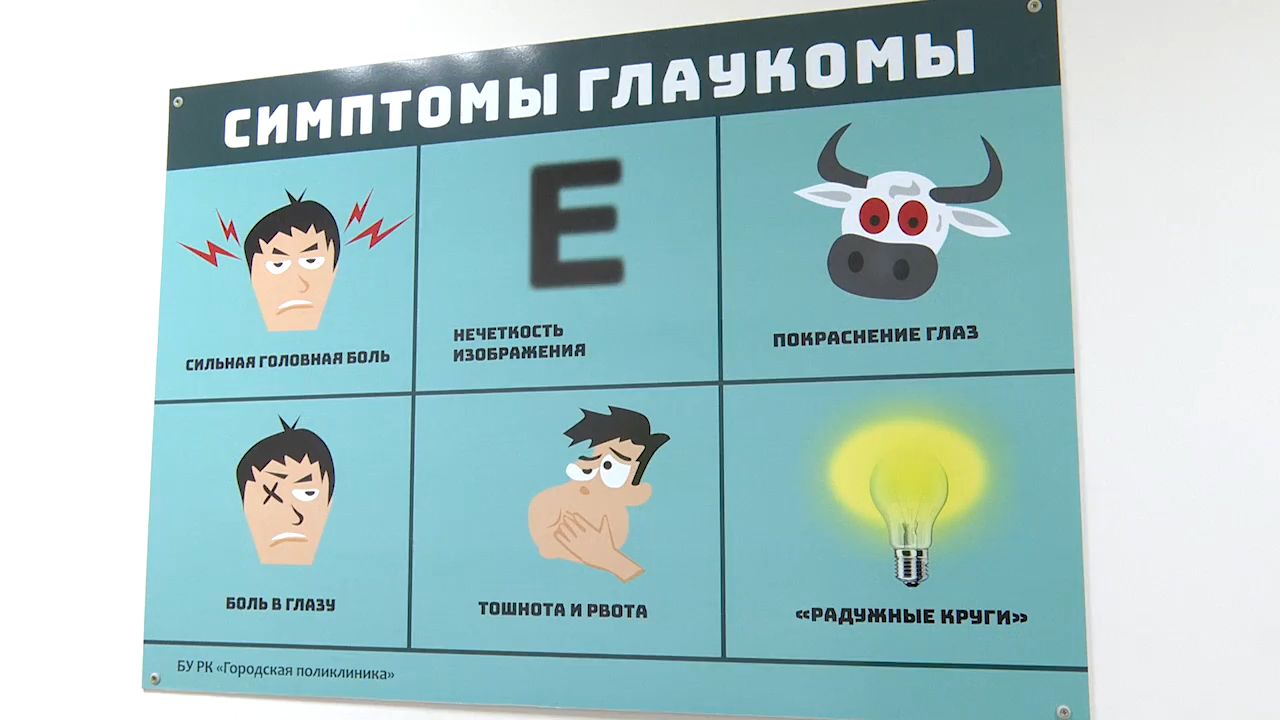 СИМПТОМЫ ГЛАУКОМЫ
E
СИЛЬНАЯ ГОЛОВНАЯ БОЛЬ
НЕЧЕТКОСТЬ
ИЗОБРАЖЕНИЯ
ПОКРАСНЕНИЕ ГЛАЗ
БОЛЬ В ГЛАЗУ
ТОШНОТА И РВОТА
«РАДУЖНЫЕ КРУГИ»
БУ РК «Городская поликлиника»